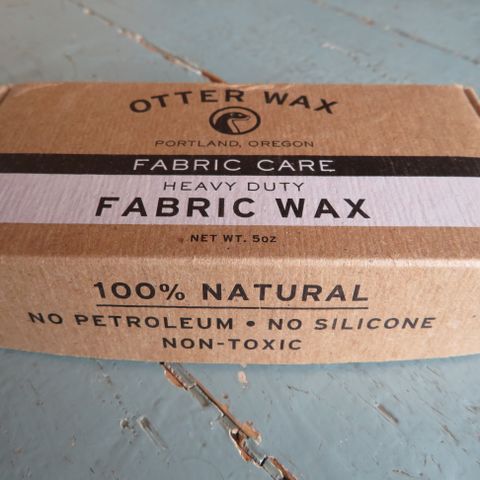 OTTER WAX
PORTLAND, OREGON
FABRIC CARE
HEAVY DUTY
FABRIC WAX
NET WT. 5oz
100% NATURAL
NO PETROLEUM • NO SILICONE
NON-TOXIC